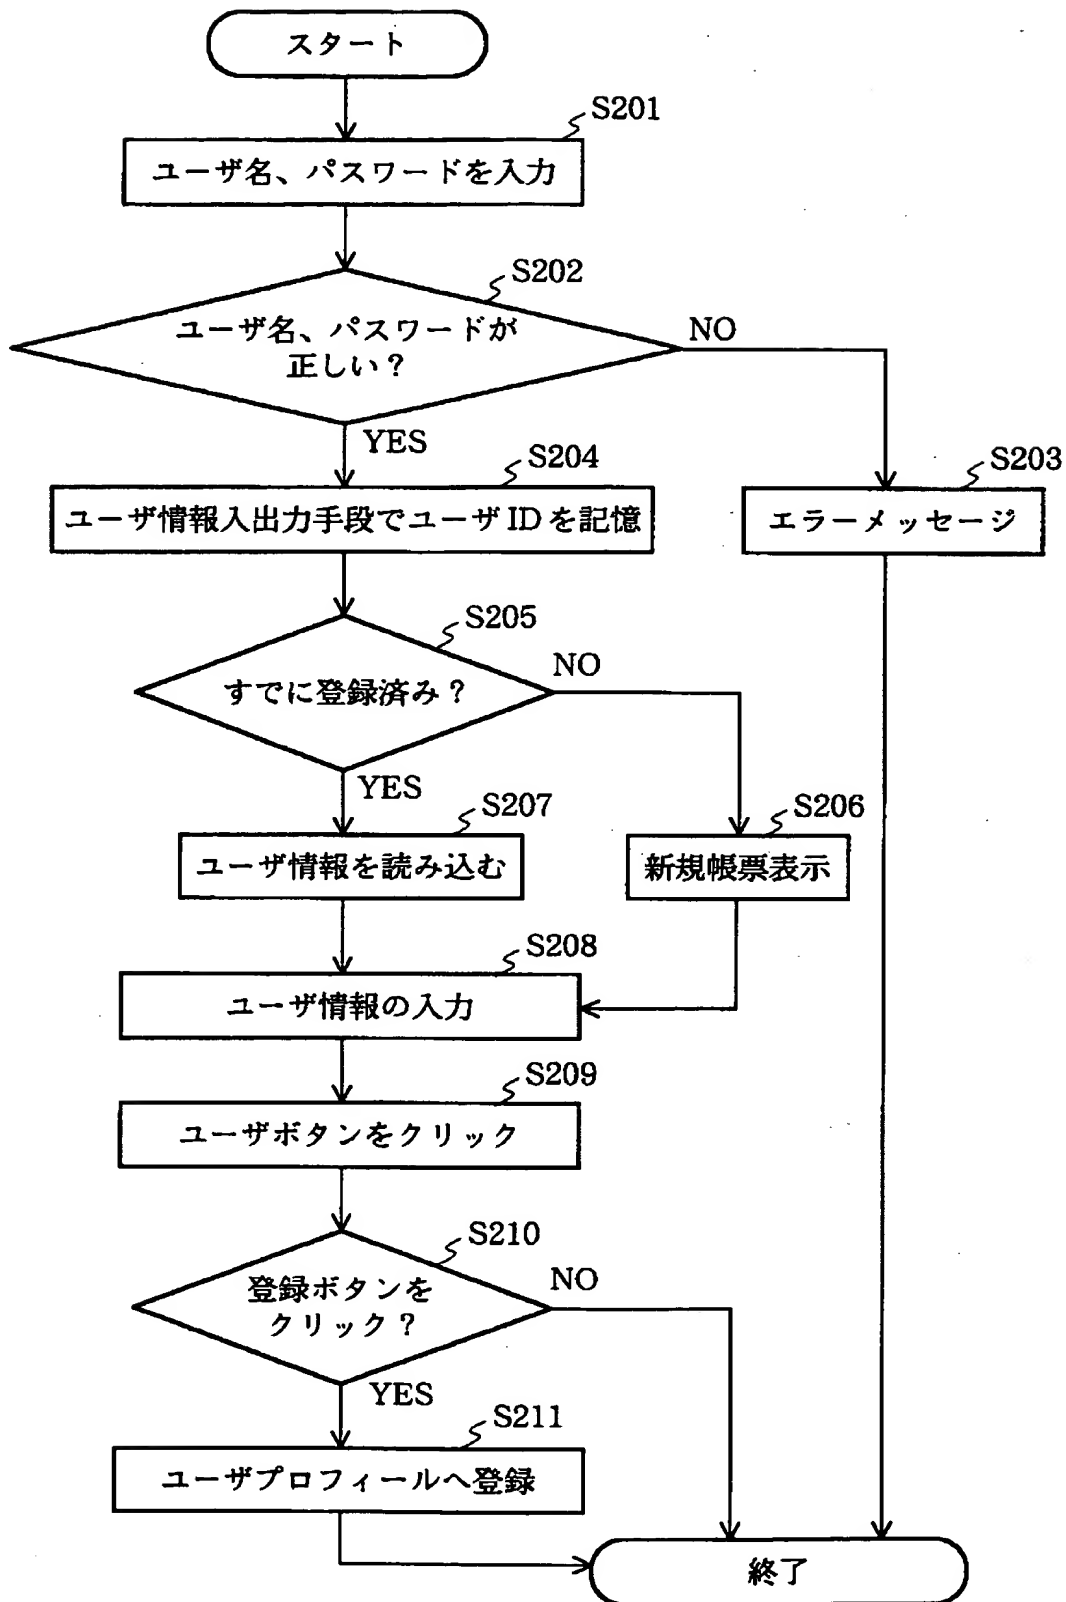 スタート
S201
ユーザ名、パスワードを入力
S202
ユーザ名、パスワードが
正しい？
NO
YES
S204
S203
ユーザ情報入出力手段でユーザIDを記憶
エラーメッセージ
S205
すでに登録済み？
NO
YES
S207
S206
ユーザ情報を読み込む
新規帳票表示
S208
ユーザ情報の入力
S209
ユーザボタンをクリック
S210
登録ボタンを
クリック？
NO
YES
S211
ユーザプロフィールへ登録
終了